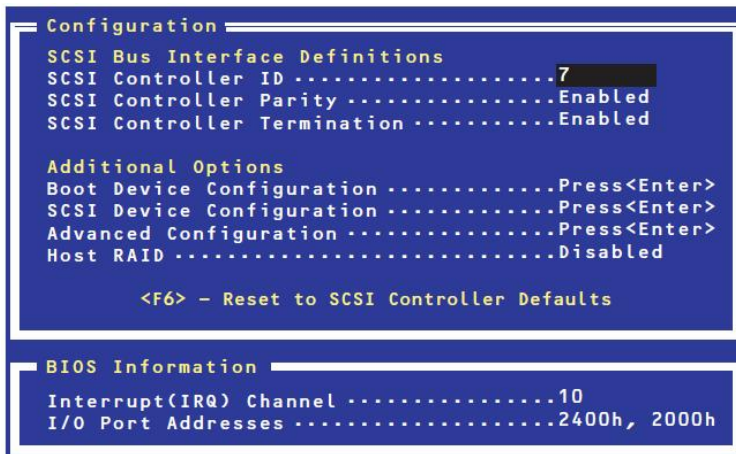 Configuration
SCSI Bus Interface Definitions
SCSI Controller ID ····················7
SCSI Controller Parity ················Enabled
SCSI Controller Termination ···········Enabled
Additional Options
Boot Device Configuration ·············Press<Enter>
SCSI Device Configuration ·············Press<Enter>
Advanced Configuration ················Press<Enter>
Host RAID ·····························Disabled
<F6> – Reset to SCSI Controller Defaults
BIOS Information
Interrupt(IRQ) Channel ················10
I/O Port Addresses ····················2400h, 2000h